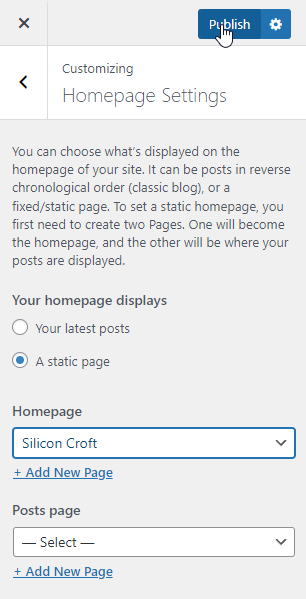 Publish
Customizing
Homepage Settings
You can choose what's displayed on the
homepage of your site. It can be posts in reverse
chronological order (classic blog), or a
fixed/static page. To set a static homepage, you
first need to create two Pages. One will become
the homepage, and the other will be where your
posts are displayed.
Your homepage displays
Your latest posts
A static page
Homepage
Silicon Croft
+ Add New Page
Posts page
— Select —
+ Add New Page